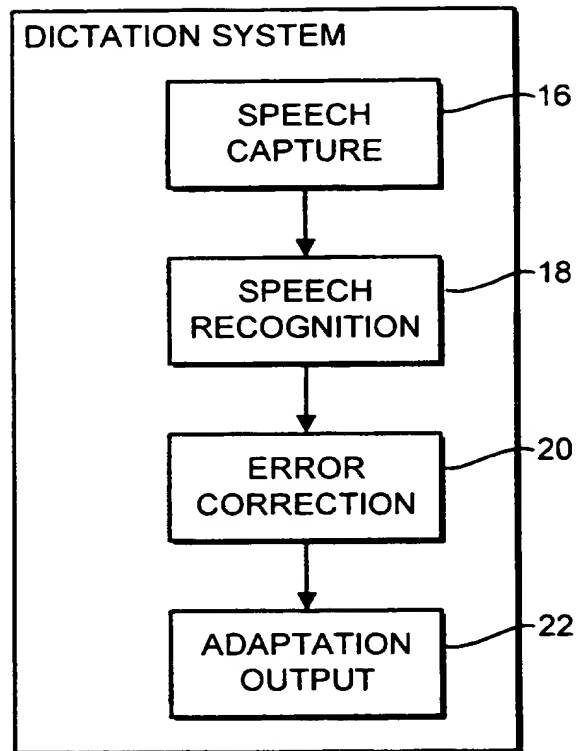 DICTATION SYSTEM
SPEECH
CAPTURE
16
SPEECH
RECOGNITION
18
ERROR
CORRECTION
20
ADAPTATION
OUTPUT
22